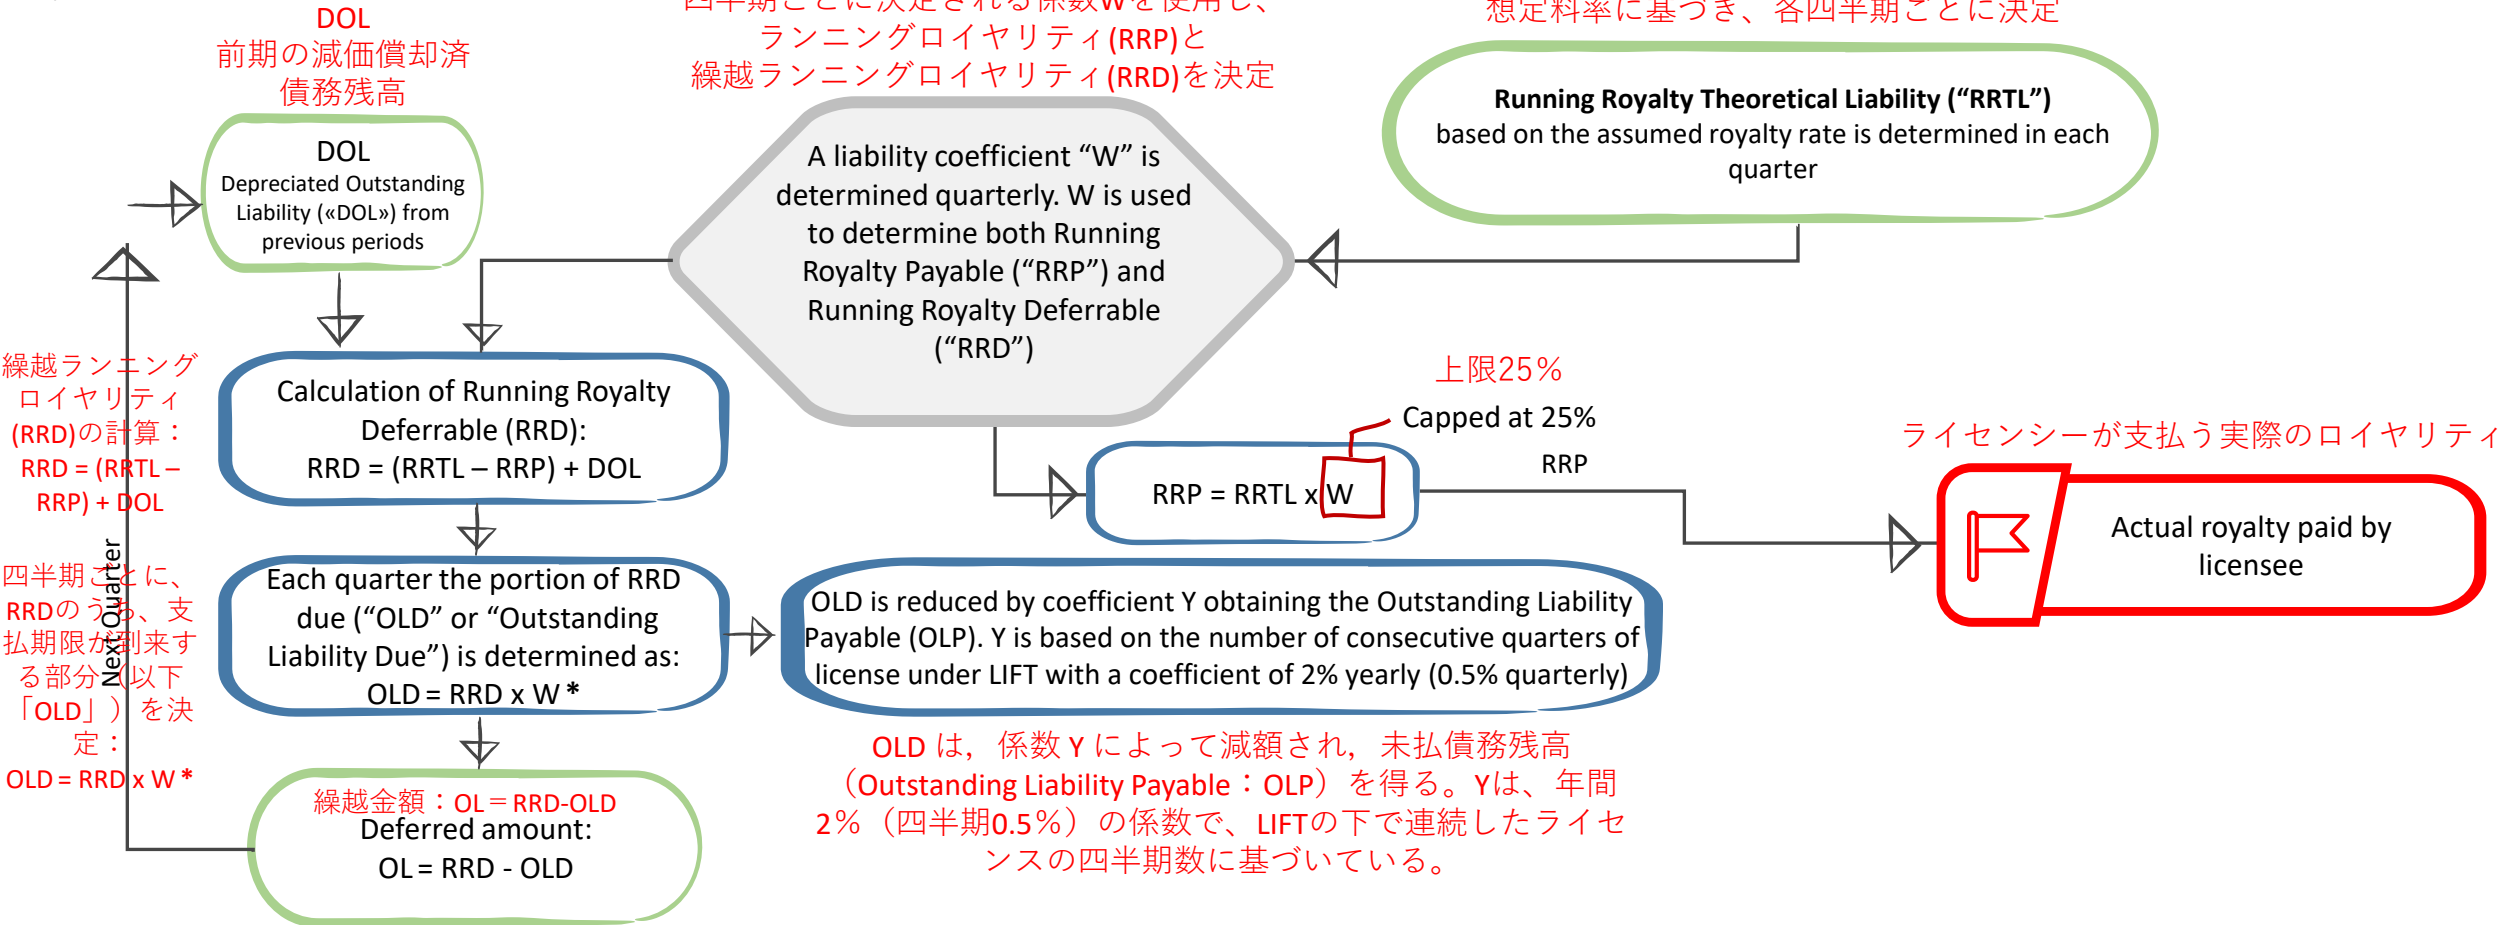 DOL
前期の減価償却済
債務残高
四半期ごとに決定される係数Wを使用し、
ランニングロイヤリティ(RRP)と
繰越ランニングロイヤリティ(RRD)を決定
想定料率に基づき、各四半期ごとに決定
DOL
Depreciated Outstanding
Liability («DOL») from
previous periods
A liability coefficient “W” is
determined quarterly. W is used
to determine both Running
Royalty Payable (“RRP”) and
Running Royalty Deferrable
(“RRD”)
Running Royalty Theoretical Liability (“RRTL”)
based on the assumed royalty rate is determined in each
quarter
繰越ランニング
ロイヤリティ
(RRD)の計算：
RRD = (RRTL –
RRP) + DOL
Calculation of Running Royalty
Deferrable (RRD):
RRD = (RRTL – RRP) + DOL
上限25%
Capped at 25%
RRP = RRTL x W
RRP
ライセンシーが支払う実際のロイヤリティ
Actual royalty paid by
licensee
Next Quarter
四半期ごとに、
RRDのうち、支
払期限が到来す
る部分（以下
「OLD」）を決
定：
OLD = RRD x W *
Each quarter the portion of RRD
due (“OLD” or “Outstanding
Liability Due”) is determined as:
OLD = RRD x W *
OLD is reduced by coefficient Y obtaining the Outstanding Liability
Payable (OLP). Y is based on the number of consecutive quarters of
license under LIFT with a coefficient of 2% yearly (0.5% quarterly)
OLD は，係数 Y によって減額され，未払債務残高
（Outstanding Liability Payable：OLP）を得る。Yは、年間
2%（四半期0.5%）の係数で、LIFTの下で連続したライセ
ンスの四半期数に基づいている。
繰越金額：OL＝RRD-OLD
Deferred amount:
OL = RRD - OLD